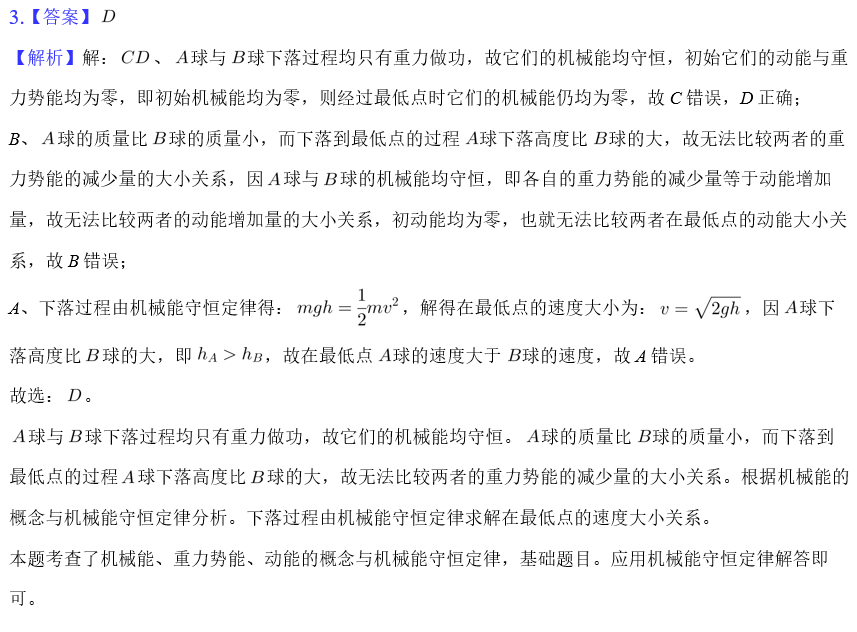 3.【答案】D
【解析】解：CD、A球与B球下落过程均只有重力做功，故它们的机械能均守恒，初始它们的动能与重
力势能均为零，即初始机械能均为零，则经过最低点时它们的机械能仍均为零，故C错误，D正确；
B、A球的质量比B球的质量小，而下落到最低点的过程A球下落高度比B球的大，故无法比较两者的重
力势能的减少量的大小关系，因A球与B球的机械能均守恒，即各自的重力势能的减少量等于动能增加
量，故无法比较两者的动能增加量的大小关系，初动能均为零，也就无法比较两者在最低点的动能大小关
系，故B错误；
A、下落过程由机械能守恒定律得：$mgh=\frac{1}{2}mv^2$，解得在最低点的速度大小为：$v=\sqrt{2gh}$，因A球下
落高度比B球的大，即$h_A>h_B$，故在最低点A球的速度大于B球的速度，故A错误。
故选：D。
A球与B球下落过程均只有重力做功，故它们的机械能均守恒。A球的质量比B球的质量小，而下落到
最低点的过程A球下落高度比B球的大，故无法比较两者的重力势能的减少量的大小关系。根据机械能的
概念与机械能守恒定律分析。下落过程由机械能守恒定律求解在最低点的速度大小关系。
本题考查了机械能、重力势能、动能的概念与机械能守恒定律，基础题目。应用机械能守恒定律解答即
可。